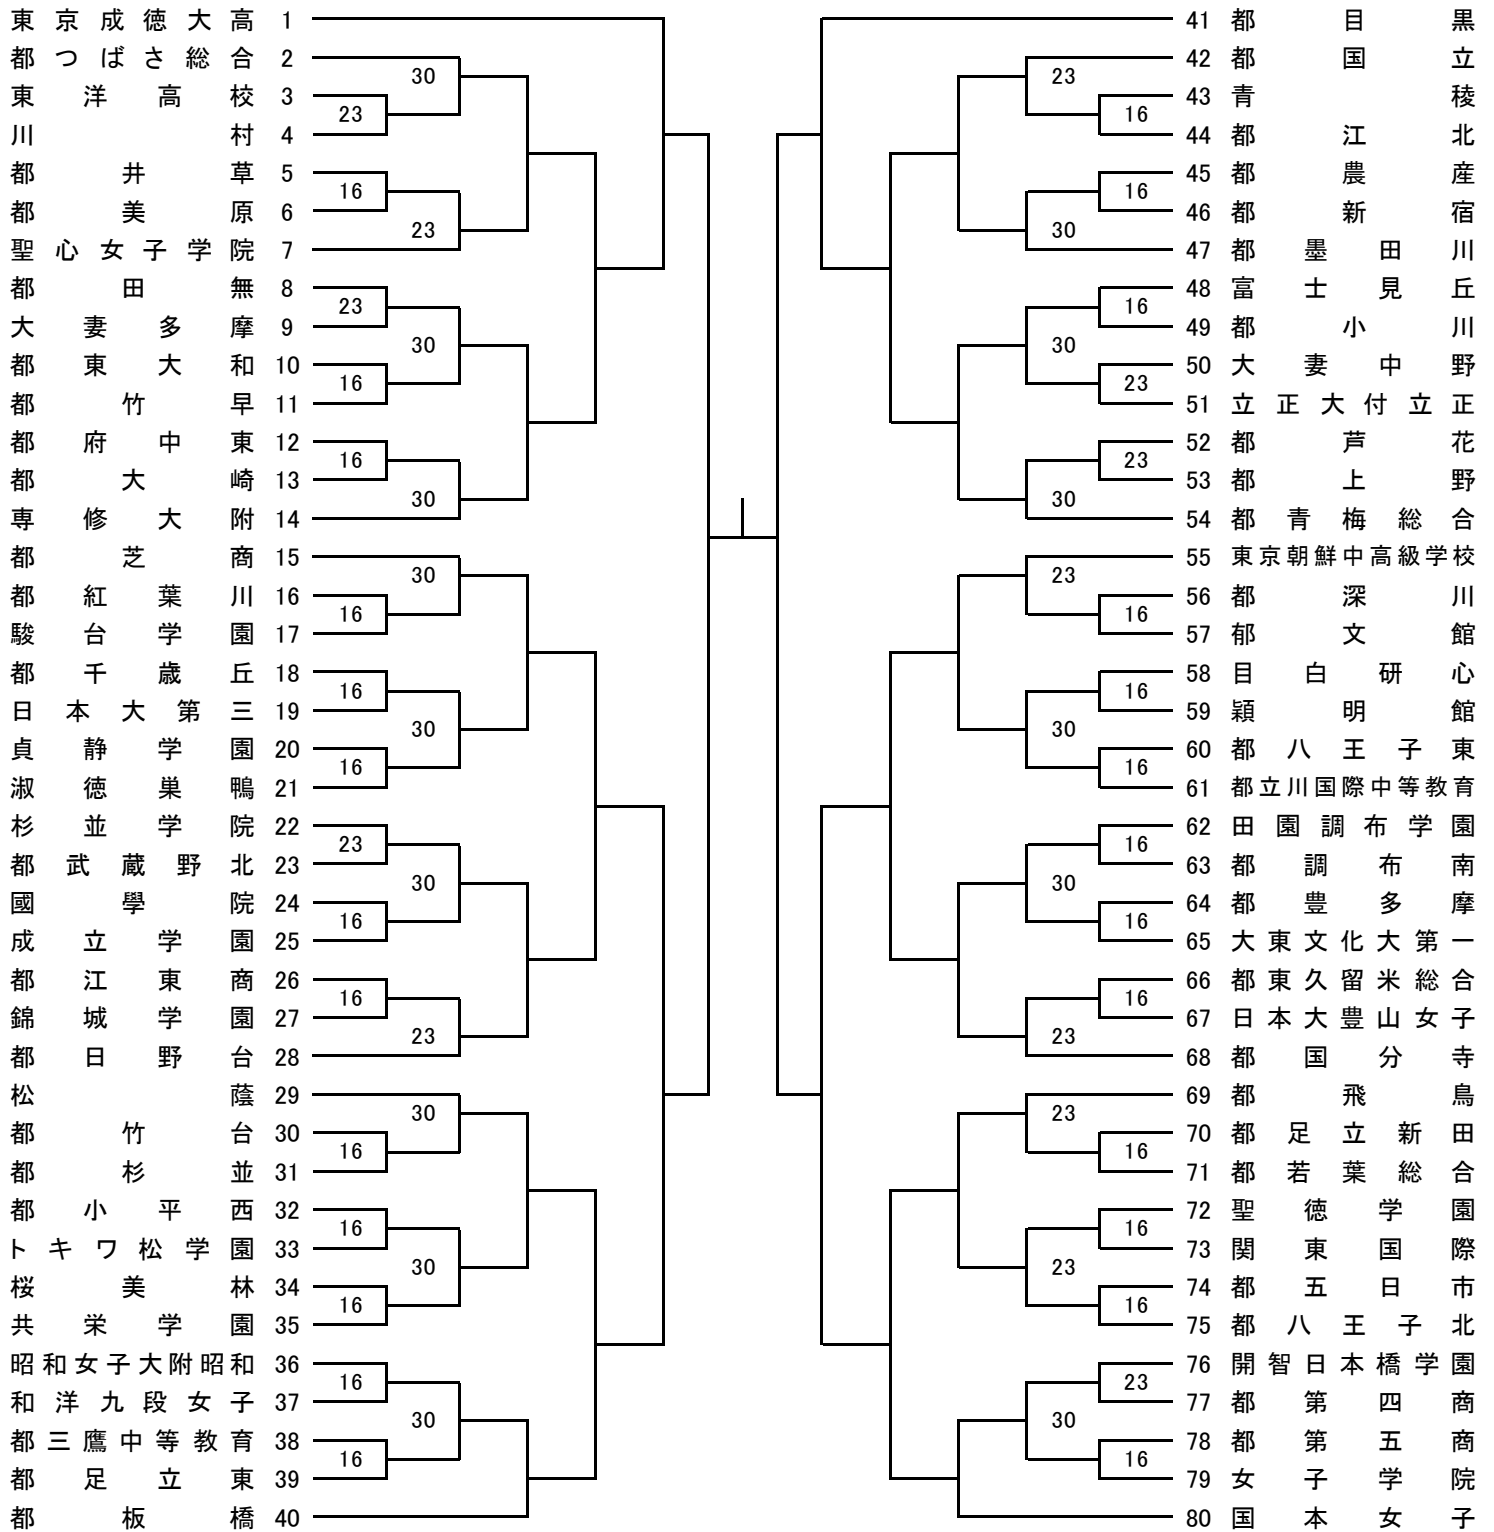 東京成徳大高 1
都つばさ総合 2
東洋高校 3
川村 4
都井草 5
都美原 6
聖心女子学院 7
都田無 8
大妻多摩 9
都東大和 10
都竹早 11
都府中東 12
都大崎 13
専修大附 14
都芝商 15
都紅葉川 16
駿台学園 17
都千歳丘 18
日本大第三 19
貞静学園 20
淑徳巣鴨 21
杉並学院 22
都武蔵野北 23
國學院 24
成立学園 25
都江東商 26
錦城学園 27
都日野台 28
松蔭 29
都竹台 30
都杉並 31
都小平西 32
トキワ松学園 33
桜美林 34
共栄学園 35
昭和女子大附昭和 36
和洋九段女子 37
都三鷹中等教育 38
都足立東 39
都板橋 40
30
23
16
23
23
30
16
16
30
30
16
16
30
16
23
30
16
16
23
30
16
16
30
16
16
30
16
23
16
16
30
16
30
23
23
30
23
16
16
30
16
16
30
16
16
23
23
16
16
23
16
23
30
16
41 都目黒
42 都国立
43 青稜
44 都江北
45 都農産
46 都新宿
47 都墨田川
48 富士見丘
49 都小川
50 大妻中野
51 立正大付立正
52 都芦花
53 都上野
54 都青梅総合
55 東京朝鮮中高級学校
56 都深川
57 郁文館
58 目白研心
59 穎明館
60 都八王子東
61 都立川国際中等教育
62 田園調布学園
63 都調布南
64 都豊多摩
65 大東文化大第一
66 都東久留米総合
67 日本大豊山女子
68 都国分寺
69 都飛鳥
70 都足立新田
71 都若葉総合
72 聖徳学園
73 関東国際
74 都五日市
75 都八王子北
76 開智日本橋学園
77 都第四商
78 都第五商
79 女子学院
80 国本女子